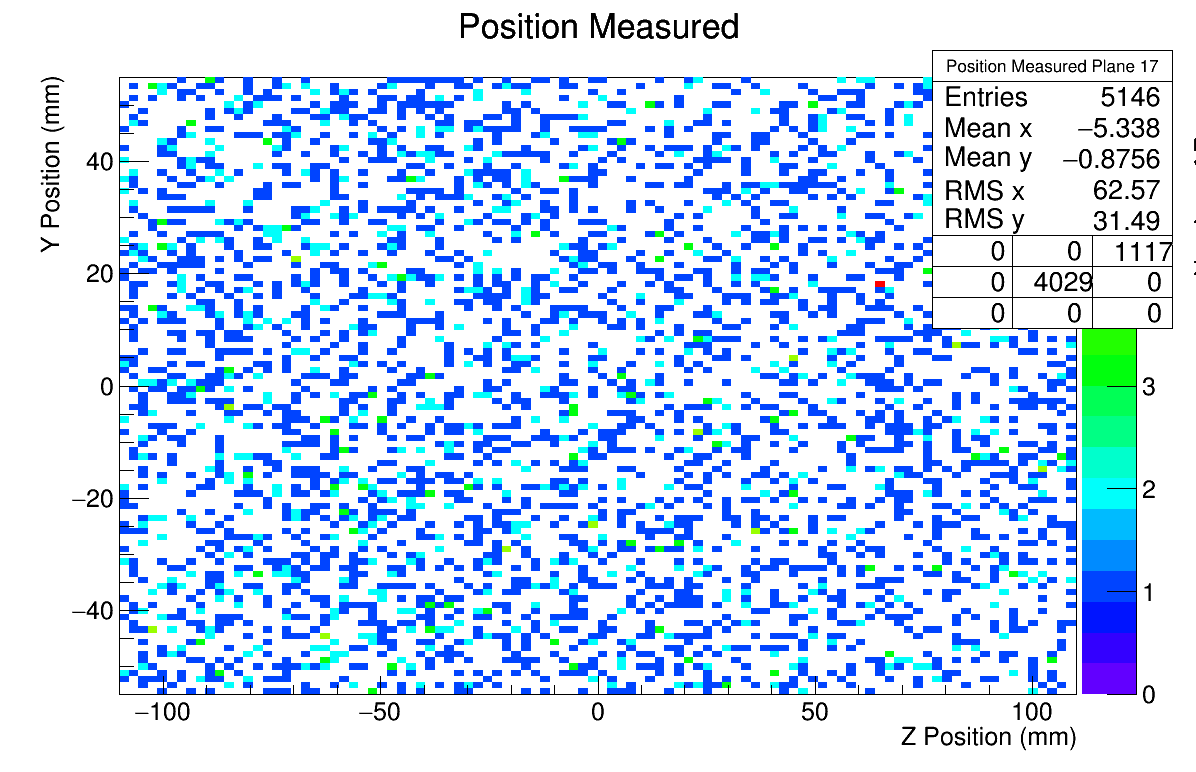 Position Measured
Y Position (mm)
Position Measured Plane 17
Entries 5146
Mean x −5.338
Mean y −0.8756
RMS x 62.57
RMS y 31.49
0 0 1117
0 4029 0
0 0 0
40
20
0
−20
−40
3
2
1
0
−100 −50 0 50 100
Z Position (mm)